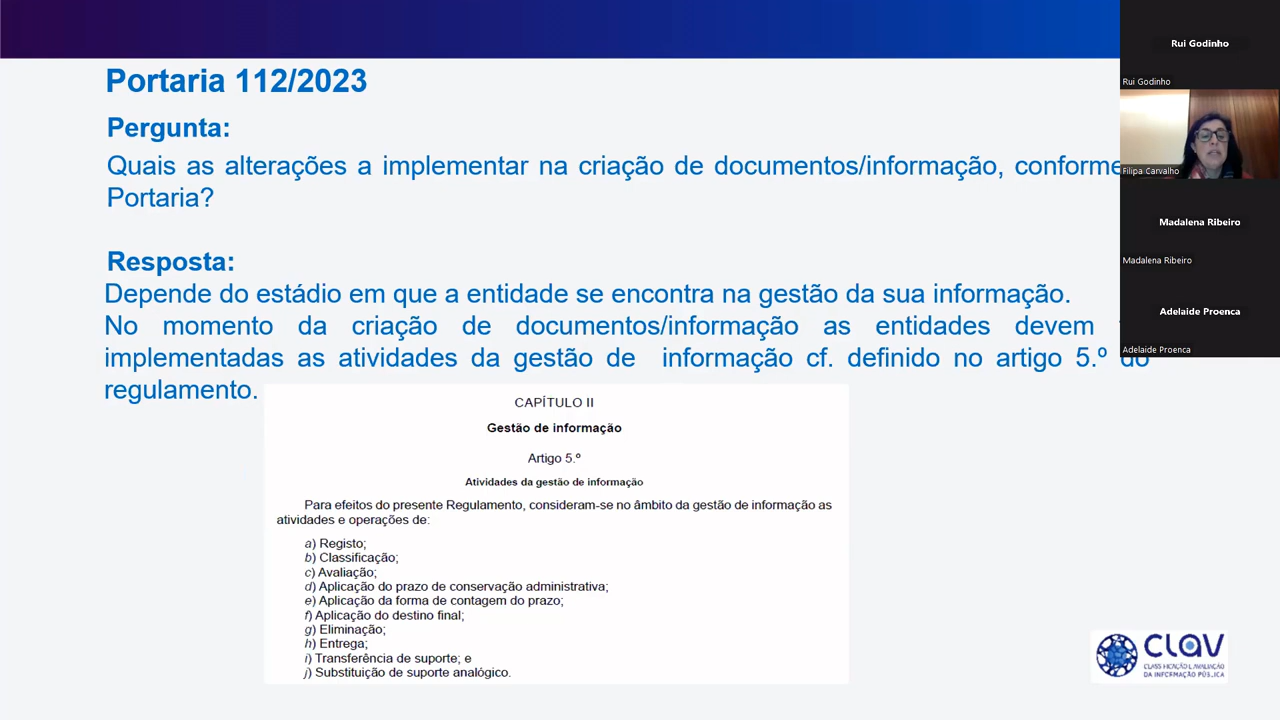 Portaria 112/2023
Pergunta:
Quais as alterações a implementar na criação de documentos/informação, conforme
Portaria?
Resposta:
Depende do estádio em que a entidade se encontra na gestão da sua informação.
No momento da criação de documentos/informação as entidades devem
implementadas as atividades da gestão de informação cf. definido no artigo 5.º do
regulamento.
CAPÍTULO II
Gestão de informação
Artigo 5.º
Atividades da gestão de informação
Para efeitos do presente Regulamento, consideram-se no âmbito da gestão de informação as
atividades e operações de:
a) Registo;
b) Classificação;
c) Avaliação;
d) Aplicação do prazo de conservação administrativa;
e) Aplicação da forma de contagem do prazo;
f) Aplicação do destino final;
g) Eliminação;
h) Entrega;
i) Transferência de suporte; e
j) Substituição de suporte analógico.
Rui Godinho
Rui Godinho
Filipa Carvalho
Madalena Ribeiro
Madalena Ribeiro
Adelaide Proenca
Adelaide Proenca
CLAV
CLASSIFICAÇÃO E AVALIAÇÃO
DA INFORMAÇÃO PÚBLICA